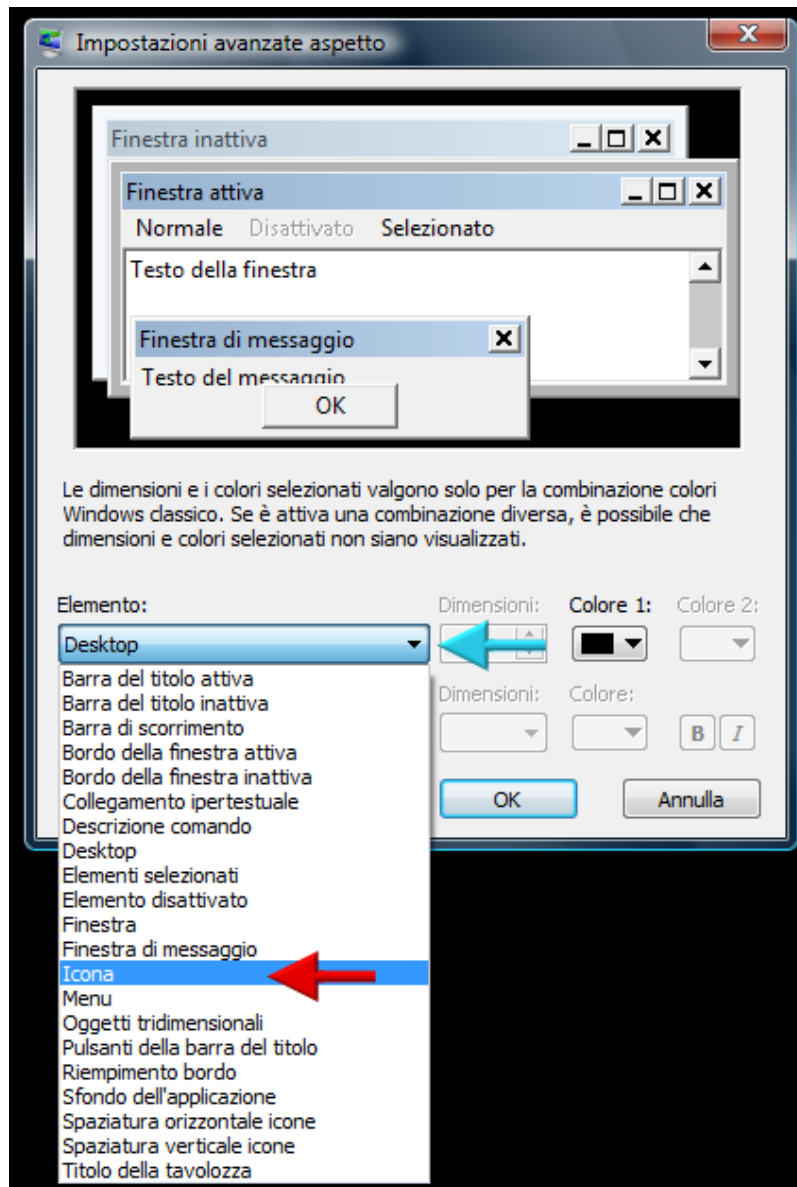 Impostazioni avanzate aspetto
Finestra inattiva
Finestra attiva
Normale Disattivato Selezionato
Testo della finestra
Finestra di messaggio
Testo del messaggio
OK
Le dimensioni e i colori selezionati valgono solo per la combinazione colori
Windows classico. Se è attiva una combinazione diversa, è possibile che
dimensioni e colori selezionati non siano visualizzati.
Elemento: Dimensioni: Colore 1: Colore 2:
Desktop
Dimensioni: Colore:
B I
OK Annulla
Barra del titolo attiva
Barra del titolo inattiva
Barra di scorrimento
Bordo della finestra attiva
Bordo della finestra inattiva
Collegamento ipertestuale
Descrizione comando
Desktop
Elementi selezionati
Elemento disattivato
Finestra
Finestra di messaggio
Icona
Menu
Oggetti tridimensionali
Pulsanti della barra del titolo
Riempimento bordo
Sfondo dell'applicazione
Spaziatura orizzontale icone
Spaziatura verticale icone
Titolo della tavolozza